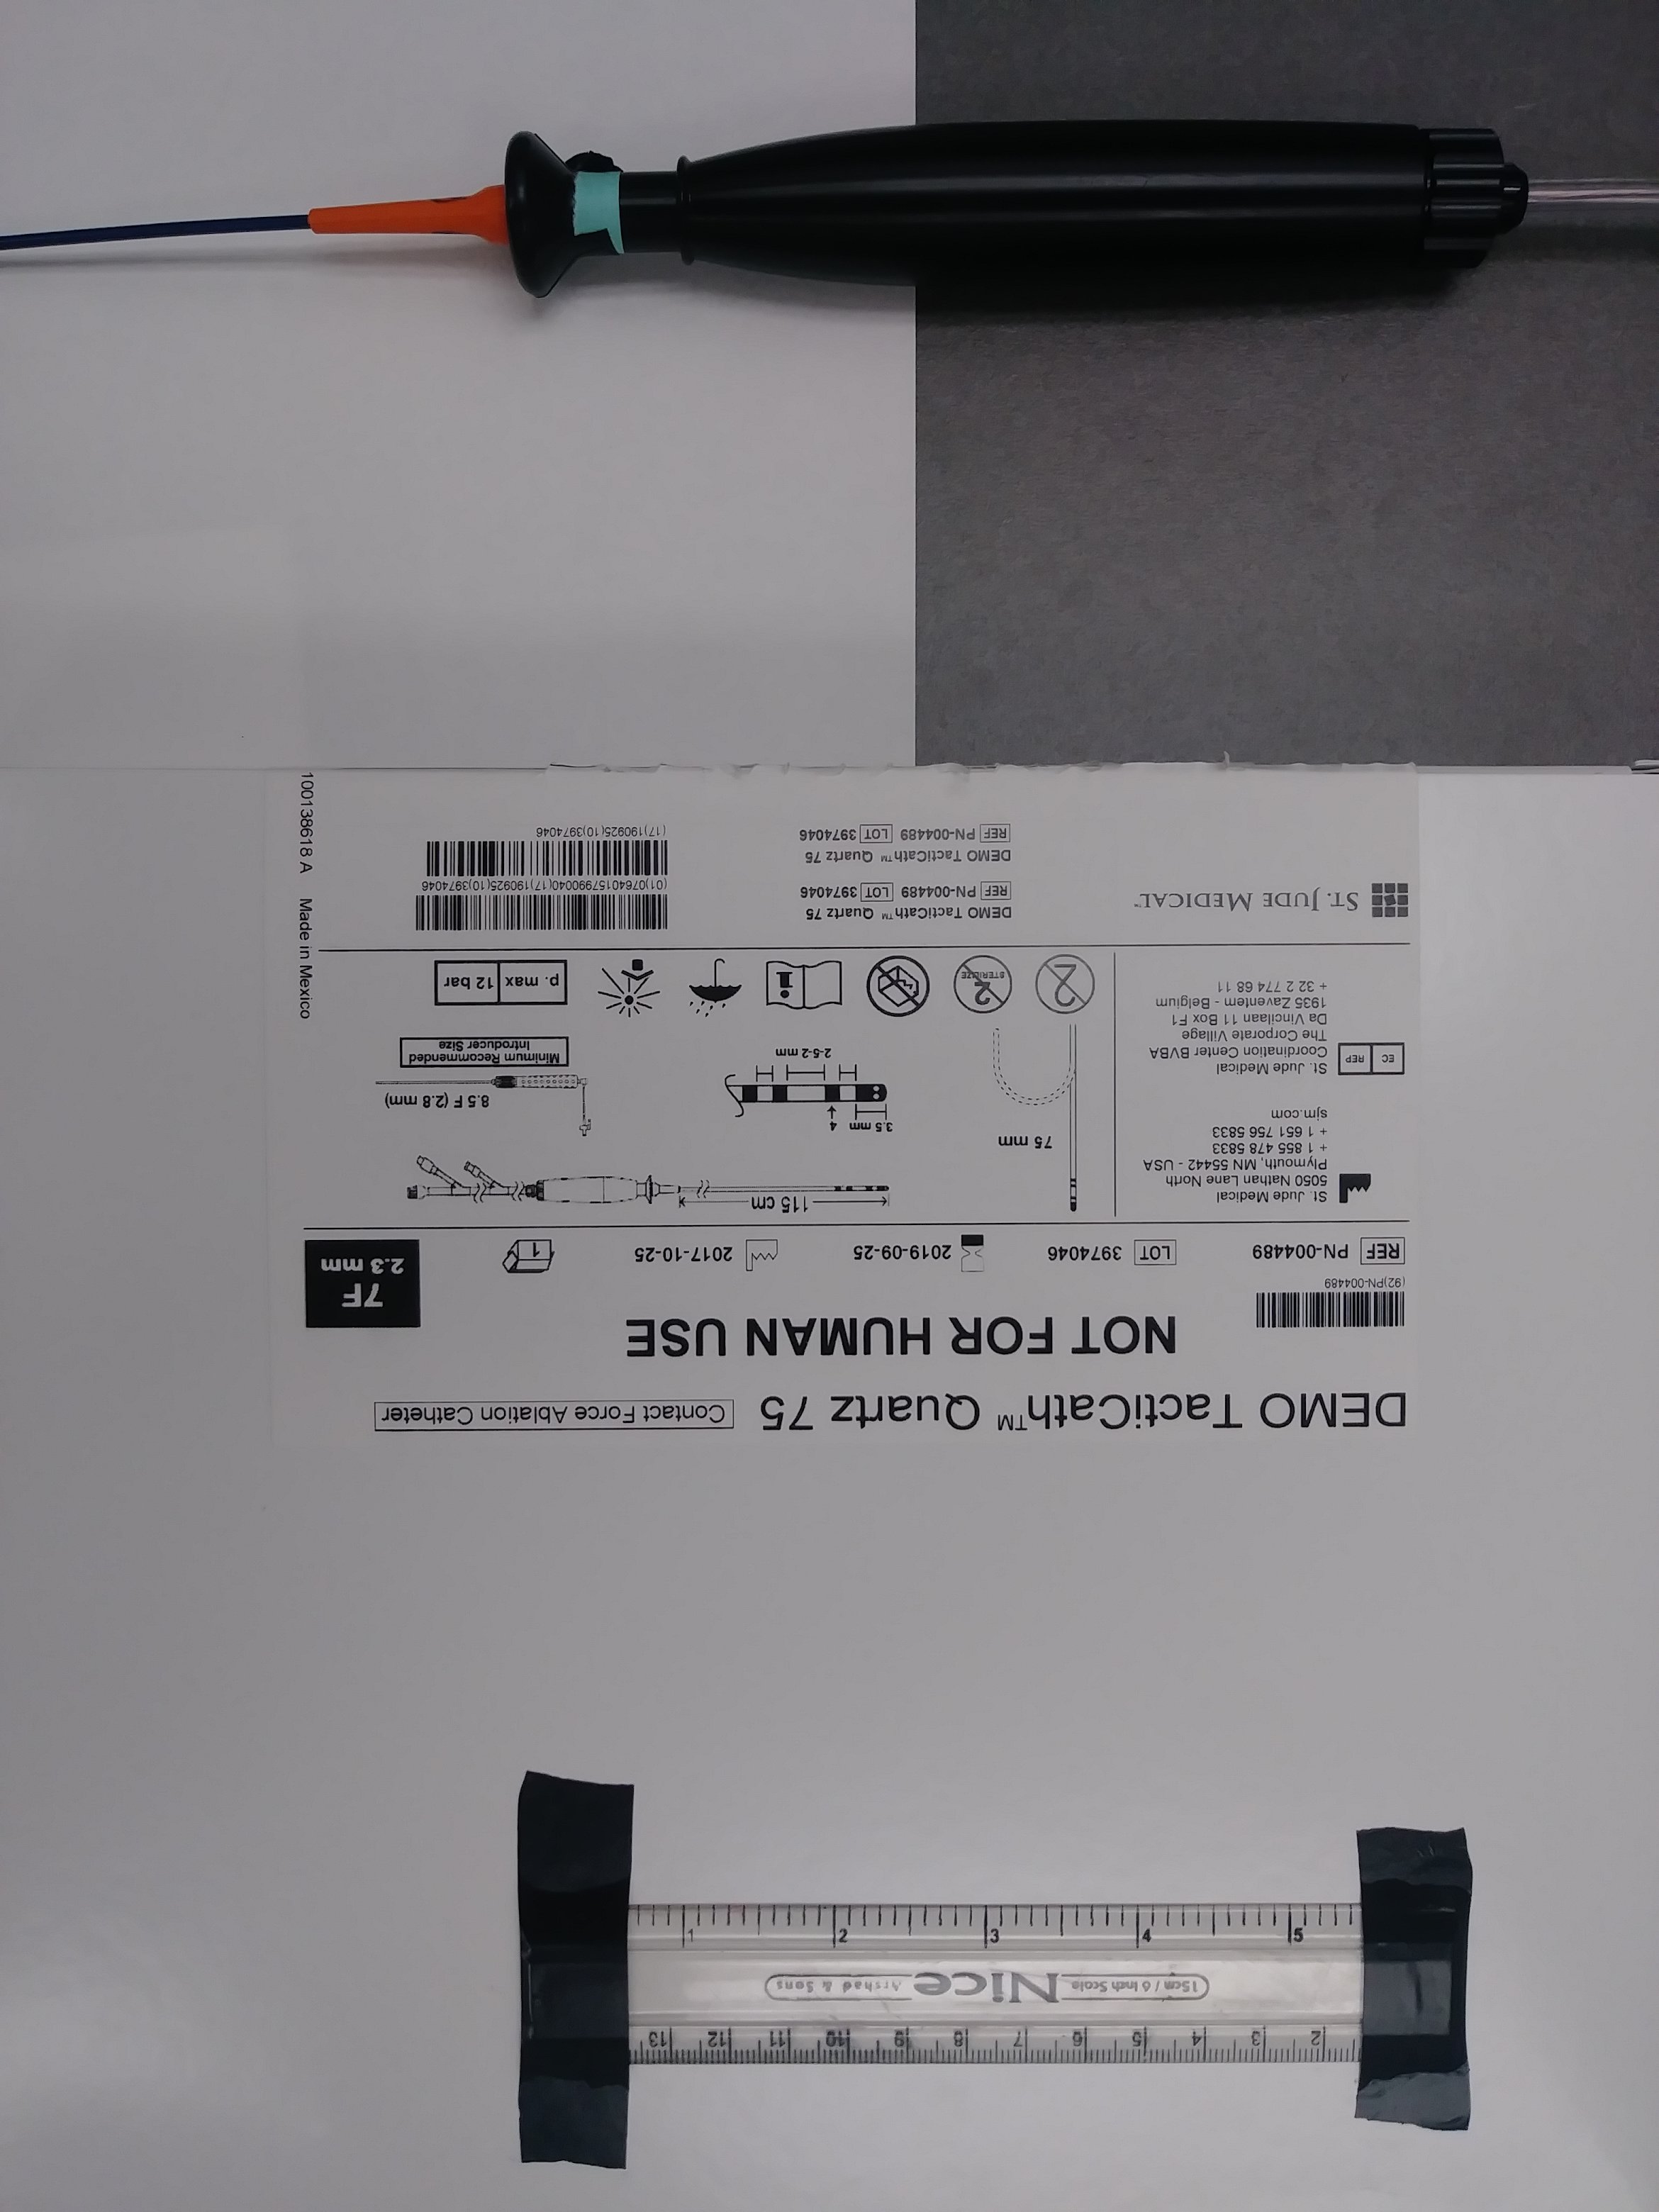 DEMO TactiCath™ Quartz 75
Contact Force Ablation Catheter
NOT FOR HUMAN USE
(92)PN-004489
REF PN-004489
LOT 3974046
2019-09-25
2017-10-25
1
7F
2.3 mm
St. Jude Medical
5050 Nathan Lane North
Plymouth, MN 55442 - USA
+ 1 855 478 5833
+ 1 651 756 5833
sjm.com
EC REP
St. Jude Medical
Coordination Center BVBA
The Corporate Village
Da Vincilaan 11 Box F1
1935 Zaventem - Belgium
+ 32 2 774 68 11
75 mm
115 cm
3.5 mm
4
2-5-2 mm
8.5 F (2.8 mm)
Minimum Recommended
Introducer Size
2
2
STERILIZE
i
p. max 12 bar
ST. JUDE MEDICAL™
DEMO TactiCath™ Quartz 75
REF PN-004489 LOT 3974046
DEMO TactiCath™ Quartz 75
REF PN-004489 LOT 3974046
(01)07640157990040(17)190925(10)3974046
(17)190925(10)3974046
100138618 A Made in Mexico
2 3 4 5 6 7 8 9 10 11 12 13
15cm / 6 Inch Scale Nice Arshad & Sons
5 4 3 2 1